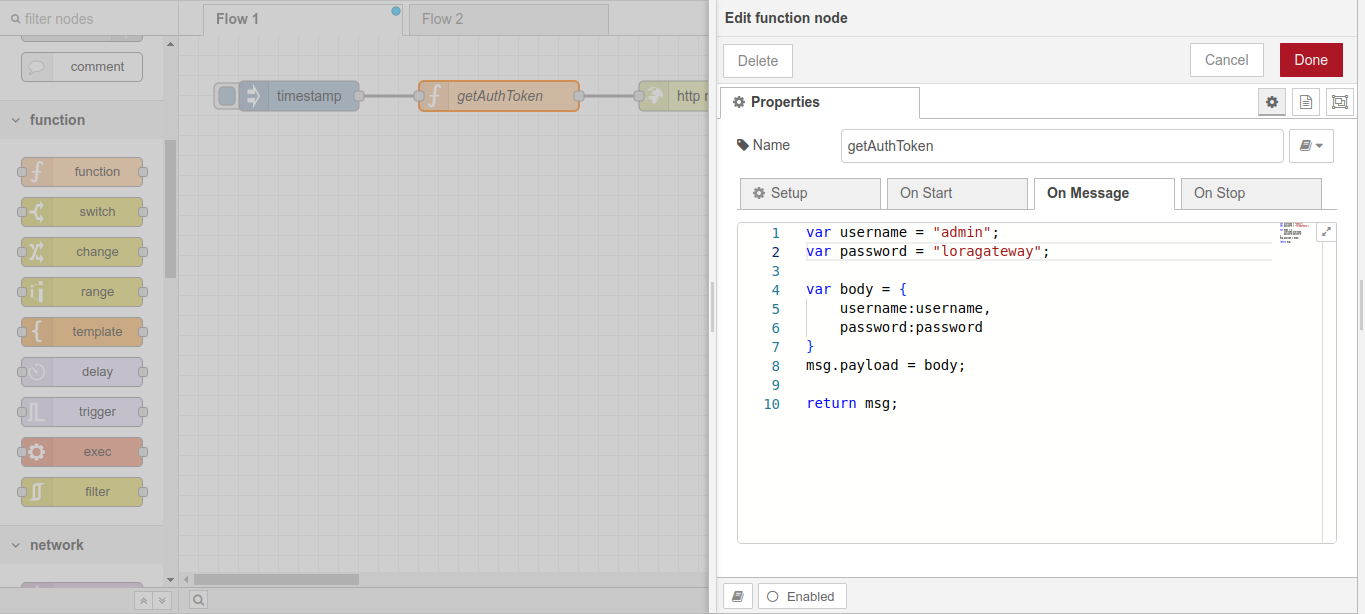 filter nodes
comment
function
function
switch
change
range
template
delay
trigger
exec
filter
network
Flow 1
Flow 2
timestamp
getAuthToken
http r
Edit function node
Delete
Cancel
Done
Properties
Name
getAuthToken
Setup
On Start
On Message
On Stop
1 var username = "admin";
2 var password = "loragateway";
3
4 var body = {
5 username:username,
6 password:password
7 }
8 msg.payload = body;
9
10 return msg;
Enabled